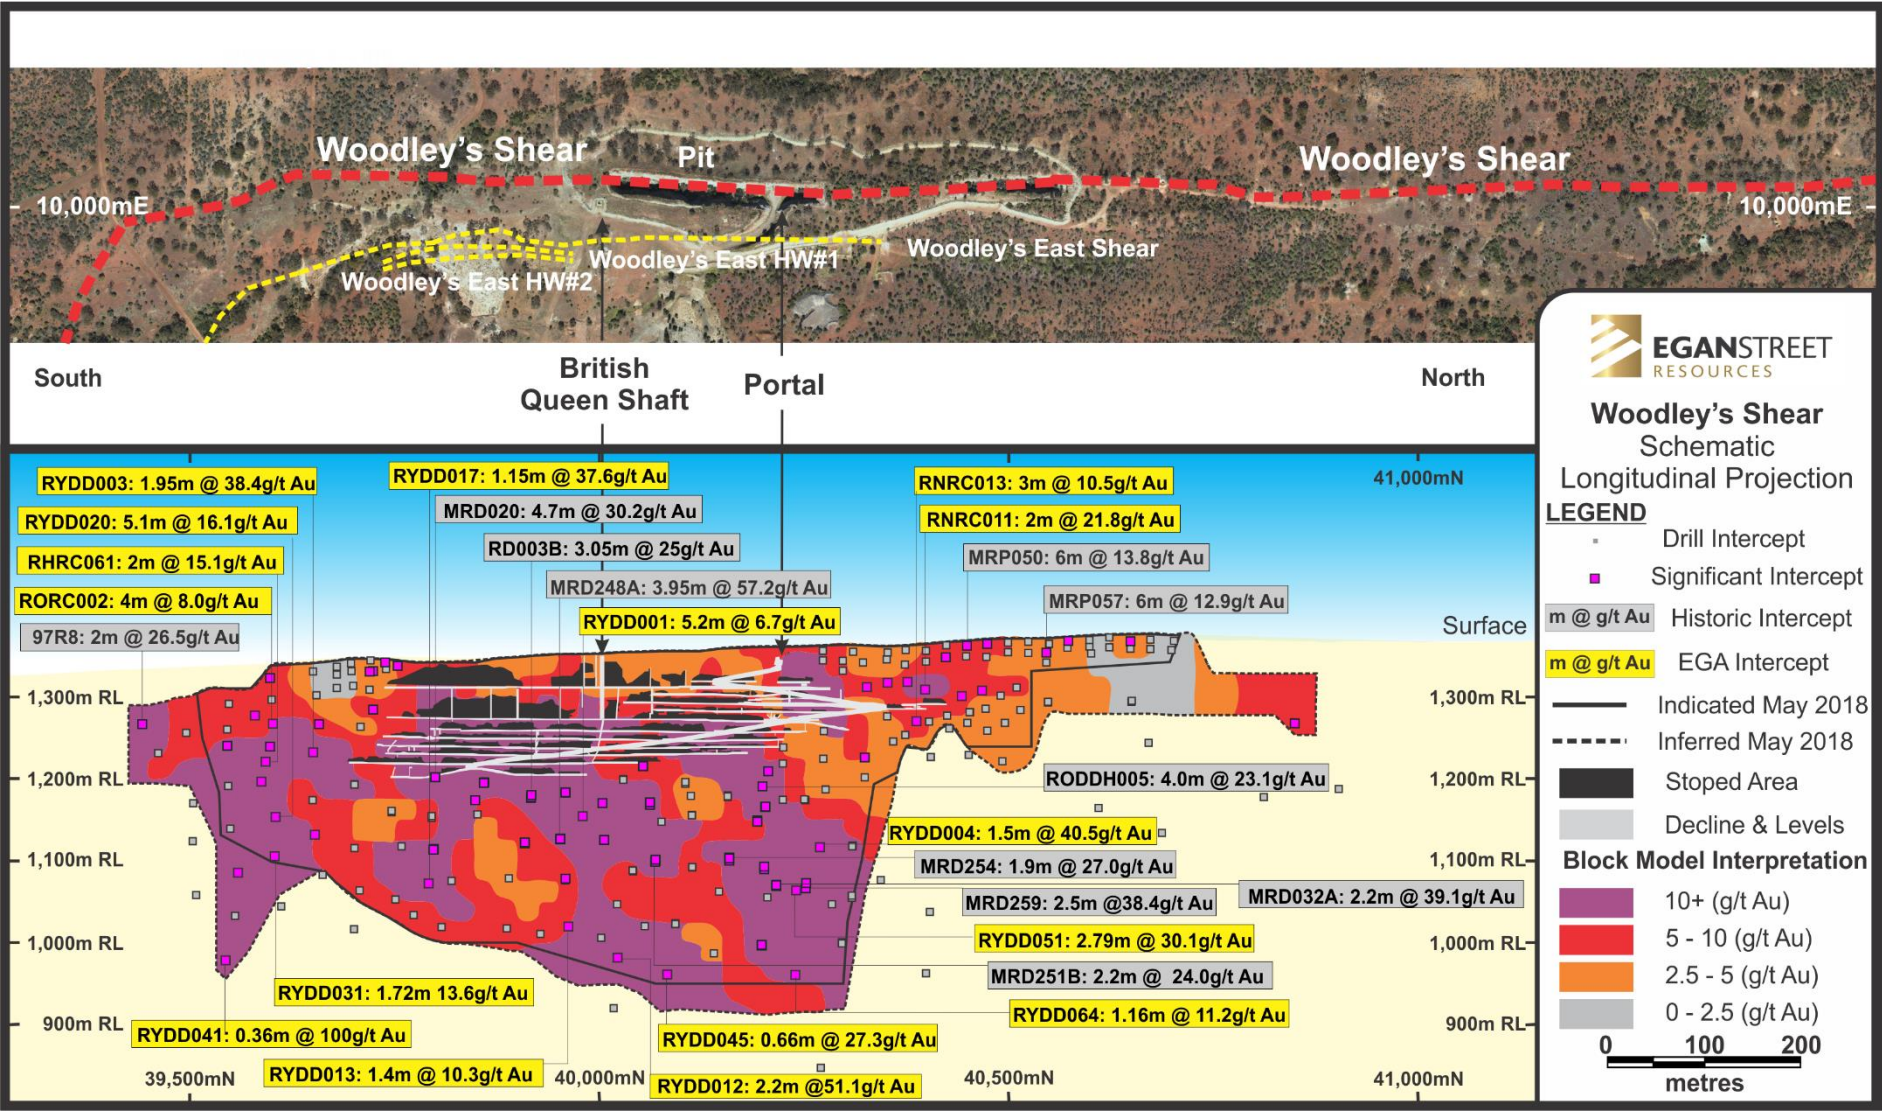 Woodley's Shear
Pit
Woodley's Shear
10,000mE
10,000mE
Woodley's East Shear
Woodley's East HW#1
Woodley's East HW#2
South
British
Queen Shaft
Portal
North
EGANSTREET
RESOURCES
Woodley's Shear
Schematic
Longitudinal Projection
LEGEND
Drill Intercept
Significant Intercept
m @ g/t Au Historic Intercept
m @ g/t Au EGA Intercept
Indicated May 2018
Inferred May 2018
Stoped Area
Decline & Levels
Block Model Interpretation
10+ (g/t Au)
5 - 10 (g/t Au)
2.5 - 5 (g/t Au)
0 - 2.5 (g/t Au)
0 100 200
metres
RYDD003: 1.95m @ 38.4g/t Au
RYDD020: 5.1m @ 16.1g/t Au
RHRC061: 2m @ 15.1g/t Au
RORC002: 4m @ 8.0g/t Au
97R8: 2m @ 26.5g/t Au
RYDD017: 1.15m @ 37.6g/t Au
MRD020: 4.7m @ 30.2g/t Au
RD003B: 3.05m @ 25g/t Au
MRD248A: 3.95m @ 57.2g/t Au
RYDD001: 5.2m @ 6.7g/t Au
RNRC013: 3m @ 10.5g/t Au
RNRC011: 2m @ 21.8g/t Au
MRP050: 6m @ 13.8g/t Au
MRP057: 6m @ 12.9g/t Au
41,000mN
Surface
1,300m RL
1,300m RL
1,200m RL
1,200m RL
1,100m RL
1,100m RL
1,000m RL
1,000m RL
900m RL
900m RL
RODDH005: 4.0m @ 23.1g/t Au
RYDD004: 1.5m @ 40.5g/t Au
MRD254: 1.9m @ 27.0g/t Au
MRD032A: 2.2m @ 39.1g/t Au
MRD259: 2.5m @38.4g/t Au
RYDD051: 2.79m @ 30.1g/t Au
MRD251B: 2.2m @ 24.0g/t Au
RYDD064: 1.16m @ 11.2g/t Au
RYDD031: 1.72m 13.6g/t Au
RYDD041: 0.36m @ 100g/t Au
RYDD045: 0.66m @ 27.3g/t Au
RYDD013: 1.4m @ 10.3g/t Au
RYDD012: 2.2m @51.1g/t Au
39,500mN
40,000mN
40,500mN
41,000mN